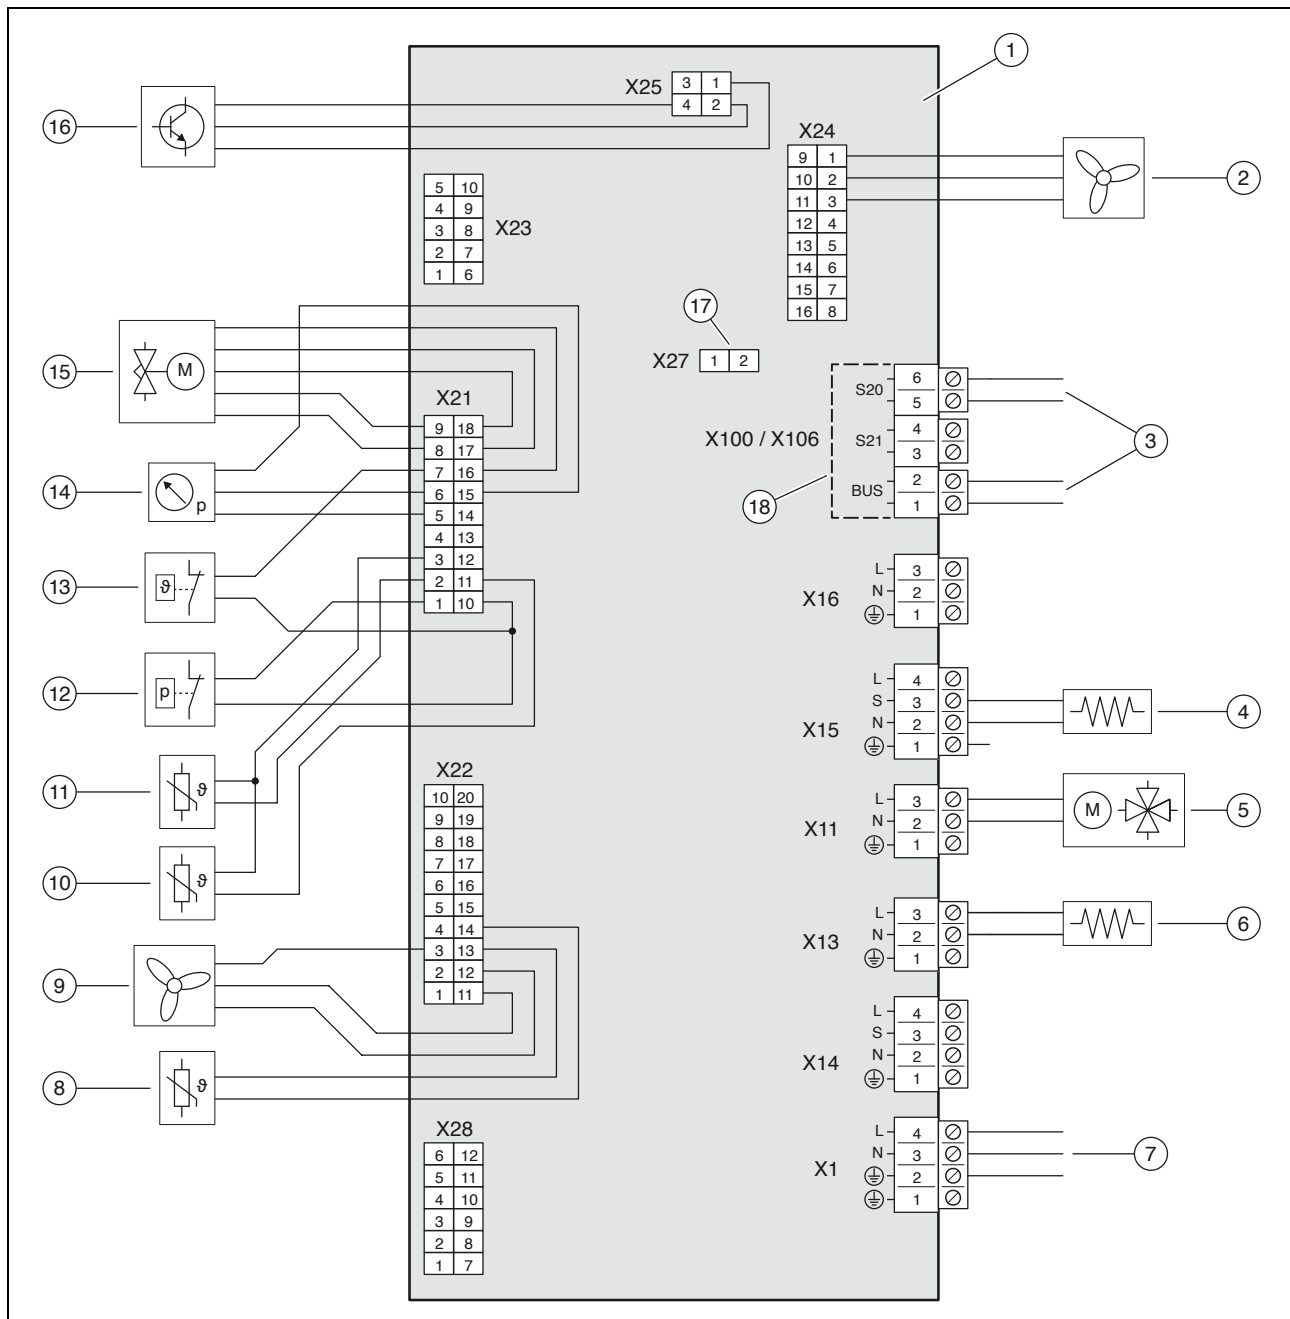 1
X25
3 1
4 2
16
X24
9 1
10 2
11 3
12 4
13 5
14 6
15 7
16 8
2
5 10
4 9
3 8
2 7
1 6
X23
17
X27
1 2
15
M
X21
9 18
8 17
7 16
6 15
5 14
4 13
3 12
2 11
1 10
X100 / X106
S20
6
5
S21
4
3
BUS
2
1
3
18
14
p
13
ϑ
X16
L 3
N 2
1
12
p
X15
L 4
S 3
N 2
1
4
11
ϑ
X22
10 20
9 19
8 18
7 17
6 16
5 15
4 14
3 13
2 12
1 11
X11
L 3
N 2
1
M
5
10
ϑ
X13
L 3
N 2
1
6
9
X14
L 4
S 3
N 2
1
8
ϑ
X28
6 12
5 11
4 10
3 9
2 8
1 7
X1
L 4
N 3
2
1
7